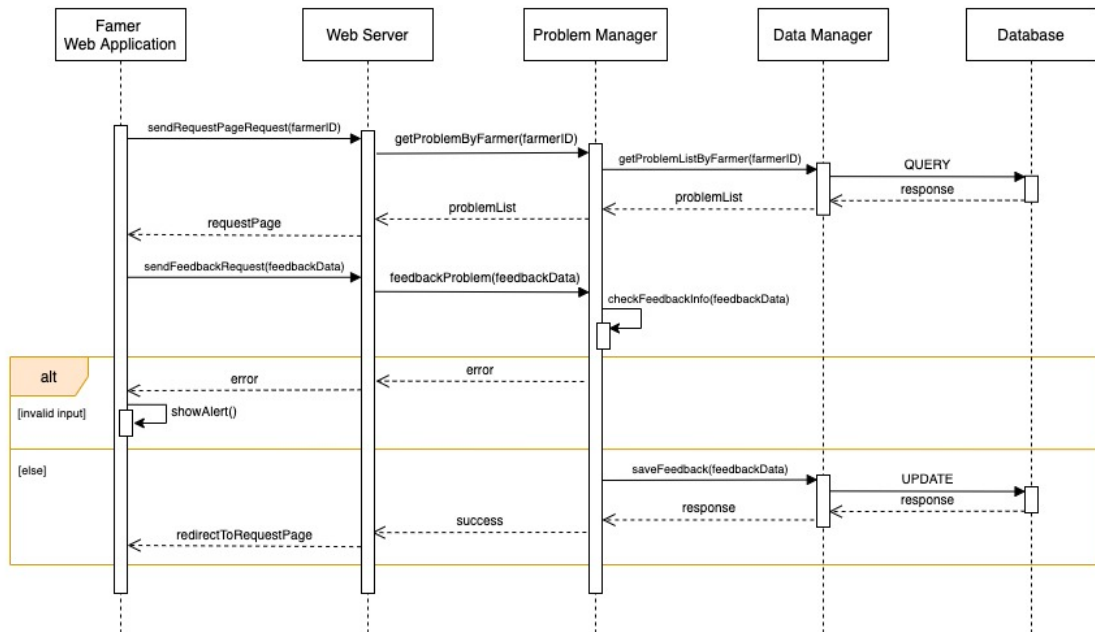 Famer
Web Application
Web Server
Problem Manager
Data Manager
Database
sendRequestPageRequest(farmerID)
getProblemByFarmer(farmerID)
getProblemListByFarmer(farmerID)
QUERY
response
problemList
problemList
requestPage
sendFeedbackRequest(feedbackData)
feedbackProblem(feedbackData)
checkFeedbackInfo(feedbackData)
alt
error
error
[invalid input]
showAlert()
[else]
saveFeedback(feedbackData)
UPDATE
response
response
success
redirectToRequestPage